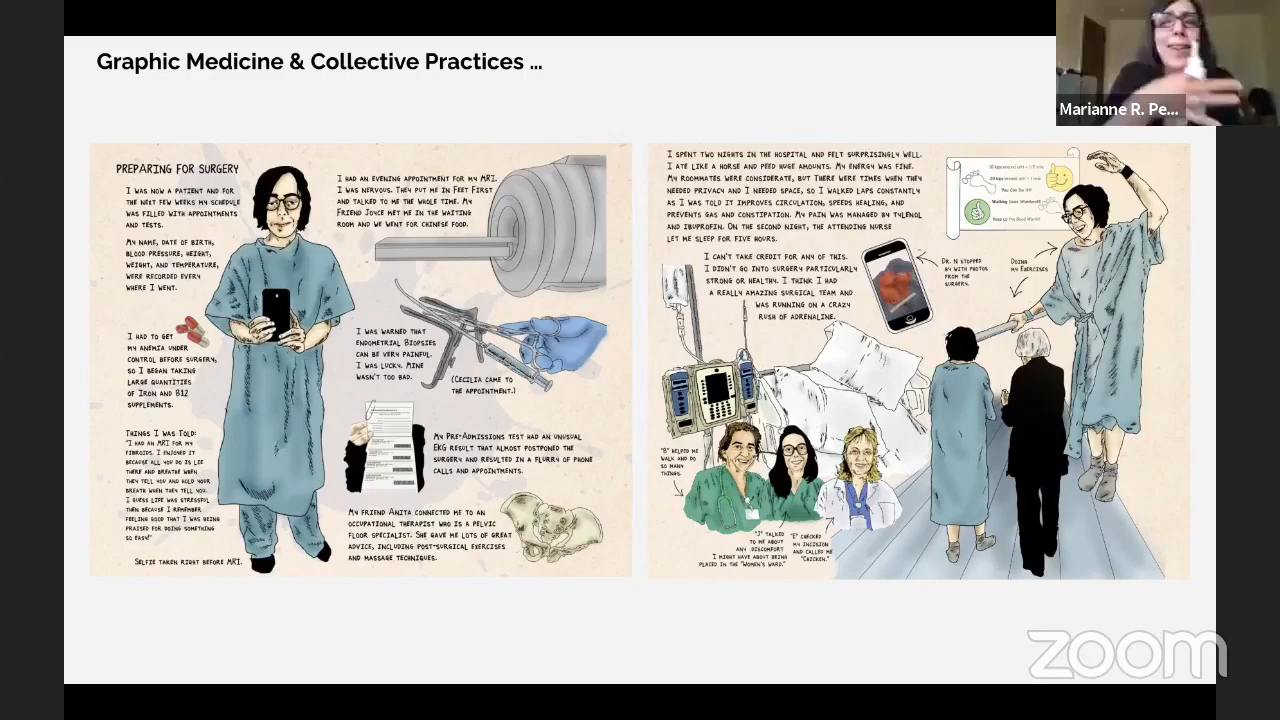 Graphic Medicine & Collective Practices ...
Marianne R. Pe...
PREPARING FOR SURGERY
I WAS NOW A PATIENT AND FOR
THE NEXT FEW WEEKS MY SCHEDULE
WAS FILLED WITH APPOINTMENTS
AND TESTS.
MY NAME, DATE OF BIRTH,
BLOOD PRESSURE, HEIGHT,
WEIGHT, AND TEMPERATURE,
WERE RECORDED EVERY
WHERE I WENT.
I HAD TO GET
MY ANEMIA UNDER
CONTROL BEFORE SURGERY,
SO I BEGAN TAKING
LARGE QUANTITIES
OF IRON AND B12
SUPPLEMENTS.
THINGS I WAS TOLD:
"I HAD AN MRI FOR MY
FIBROIDS. I ENJOYED IT
BECAUSE ALL YOU DO IS LIE
THERE AND BREATHE WHEN
THEY TELL YOU AND HOLD YOUR
BREATH WHEN THEY TELL YOU.
I GUESS LIFE WAS STRESSFUL
THEN BECAUSE I REMEMBER
FEELING GOOD THAT I WAS BEING
PRAISED FOR DOING SOMETHING
SO EASY!"
SELFIE TAKEN RIGHT BEFORE MRI.
I HAD AN EVENING APPOINTMENT FOR MY MRI.
I WAS NERVOUS. THEY PUT ME IN FEET FIRST
AND TALKED TO ME THE WHOLE TIME. MY
FRIEND JOYCE MET ME IN THE WAITING
ROOM AND WE WENT FOR CHINESE FOOD.
I WAS WARNED THAT
ENDOMETRIAL BIOPSIES
CAN BE VERY PAINFUL.
I WAS LUCKY. MINE
WASN'T TOO BAD.
(CECILIA CAME TO
THE APPOINTMENT.)
MY PRE-ADMISSIONS TEST HAD AN UNUSUAL
EKG RESULT THAT ALMOST POSTPONED THE
SURGERY AND RESULTED IN A FLURRY OF PHONE
CALLS AND APPOINTMENTS.
MY FRIEND ANITA CONNECTED ME TO AN
OCCUPATIONAL THERAPIST WHO IS A PELVIC
FLOOR SPECIALIST. SHE GAVE ME LOTS OF GREAT
ADVICE, INCLUDING POST-SURGICAL EXERCISES
AND MASSAGE TECHNIQUES.
I SPENT TWO NIGHTS IN THE HOSPITAL AND FELT SURPRISINGLY WELL.
I ATE LIKE A HORSE AND PEED HUGE AMOUNTS. MY ENERGY WAS FINE.
MY ROOMMATES WERE CONSIDERATE, BUT THERE WERE TIMES WHEN THEY
NEEDED PRIVACY AND I NEEDED SPACE, SO I WALKED LAPS CONSTANTLY
AS I WAS TOLD IT IMPROVES CIRCULATION, SPEEDS HEALING, AND
PREVENTS GAS AND CONSTIPATION. MY PAIN WAS MANAGED BY TYLENOL
AND IBUPROFIN. ON THE SECOND NIGHT, THE ATTENDING NURSE
LET ME SLEEP FOR FIVE HOURS.
I CAN'T TAKE CREDIT FOR ANY OF THIS.
I DIDN'T GO INTO SURGERY PARTICULARLY
STRONG OR HEALTHY. I THINK I HAD
A REALLY AMAZING SURGICAL TEAM AND
WAS RUNNING ON A CRAZY
RUSH OF ADRENALINE.
DR. N STOPPED
BY WITH PHOTOS
FROM THE
SURGERY.
DOING
MY EXERCISES
You Can Do It!!
"B" HELPED ME
WALK AND DO
SO MANY
THINGS.
"J" TALKED
TO ME ABOUT
ANY DISCOMFORT
I MIGHT HAVE ABOUT BEING
PLACED IN THE "WOMEN'S WARD."
"E" CHECKED
MY INCISION
AND CALLED ME
"CHICKEN."
zoom